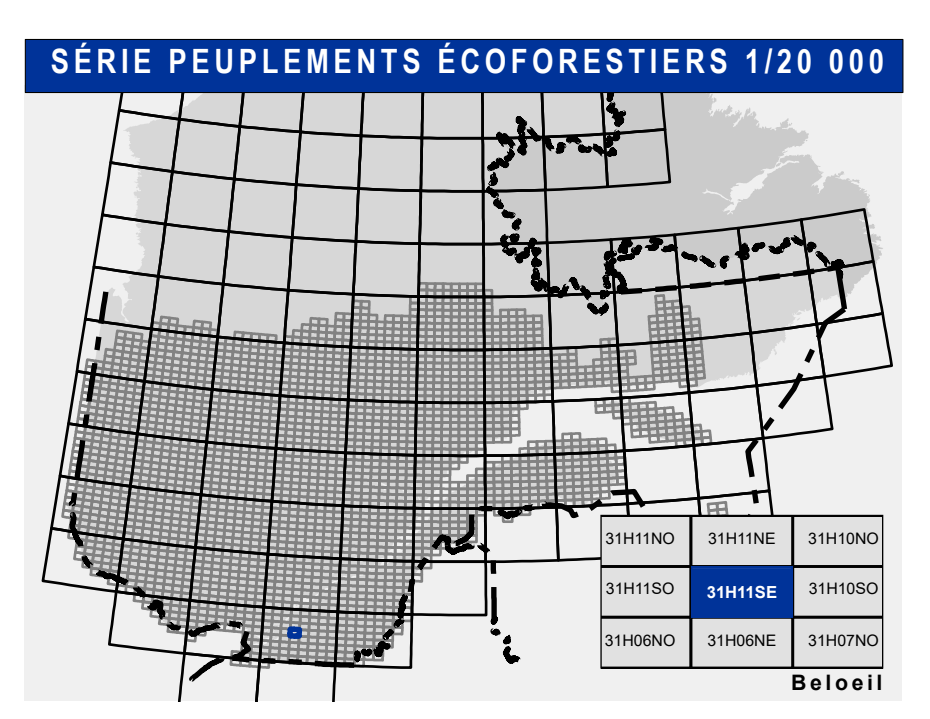 SÉRIE PEUPLEMENTS ÉCOFORESTIERS 1/20 000
31H11NO 31H11NE 31H10NO
31H11SO 31H11SE 31H10SO
31H06NO 31H06NE 31H07NO
Beloeil